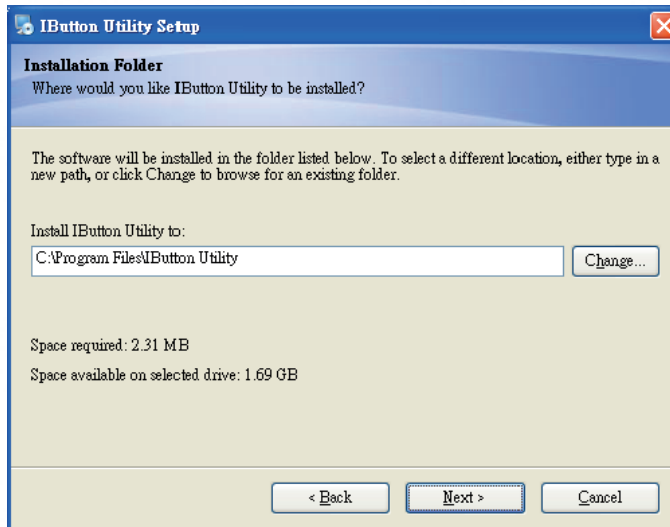 IButton Utility Setup
Installation Folder
Where would you like IButton Utility to be installed?
The software will be installed in the folder listed below. To select a different location, either type in a
new path, or click Change to browse for an existing folder.
Install IButton Utility to:
C:\Program Files\IButton Utility
Change...
Space required: 2.31 MB
Space available on selected drive: 1.69 GB
< Back
Next >
Cancel